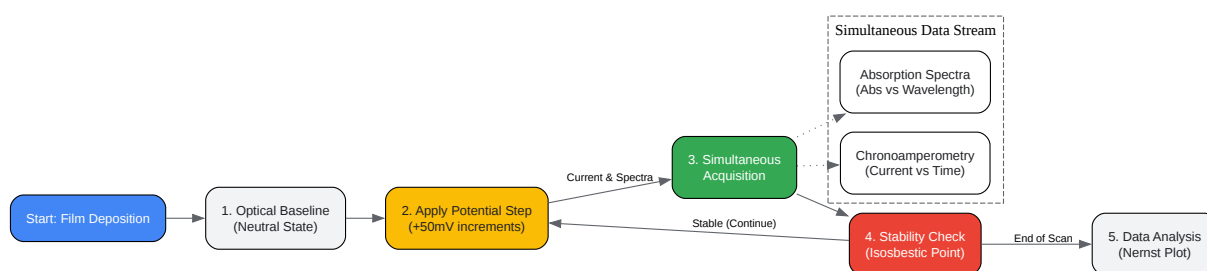 Simultaneous Data Stream
Absorption Spectra
(Abs vs Wavelength)
Chronoamperometry
(Current vs Time)
3. Simultaneous
Acquisition
Current & Spectra
Start: Film Deposition
1. Optical Baseline
(Neutral State)
2. Apply Potential Step
(+50mV increments)
Stable (Continue)
4. Stability Check
(Isosbestic Point)
End of Scan
5. Data Analysis
(Nernst Plot)